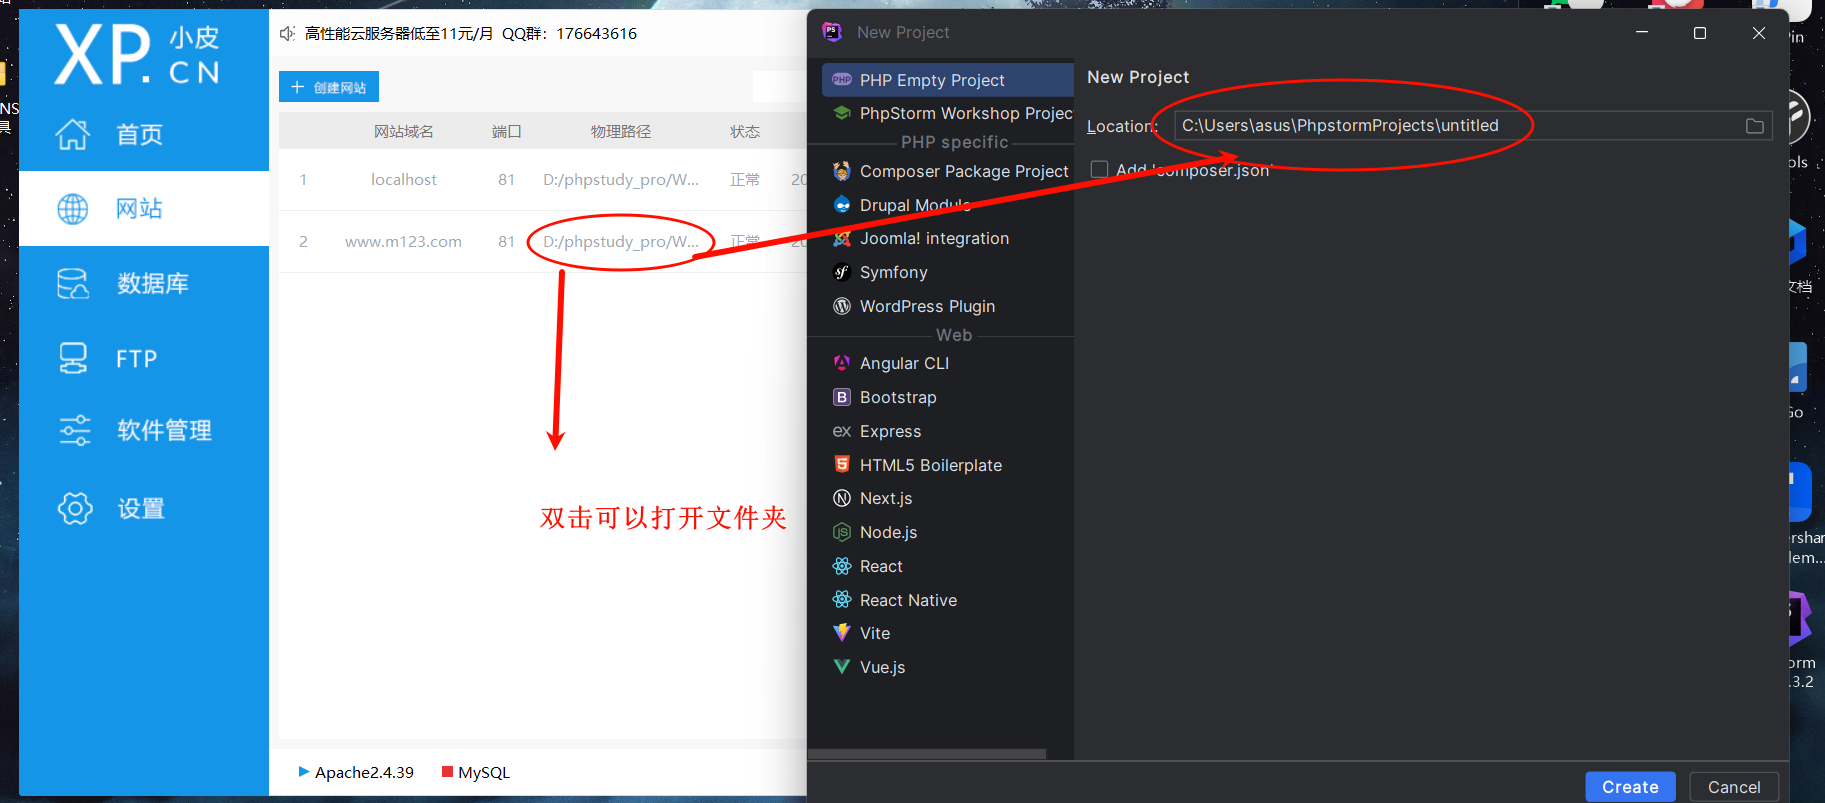 XP.小皮
CN
高性能云服务器低至11元/月 QQ群：176643616
创建网站
首页
网站
数据库
FTP
软件管理
设置
网站域名 端口 物理路径 状态
1 localhost 81 D:/phpstudy_pro/W... 正常 20
2 www.m123.com 81 D:/phpstudy_pro/W... 正常 20
双击可以打开文件夹
Apache2.4.39 MySQL
PS New Project
PHP PHP Empty Project
PhpStorm Workshop Projec
PHP specific
Composer Package Project
Drupal Module
Joomla! integration
Symfony
WordPress Plugin
Web
Angular CLI
B Bootstrap
ex Express
HTML5 Boilerplate
Next.js
Node.js
React
React Native
Vite
Vue.js
New Project
Location: C:\Users\asus\PhpstormProjects\untitled
Add 'composer.json'
Create Cancel
NS
具
in
ols
文档
Go
ershar
lem...
orm
.3.2